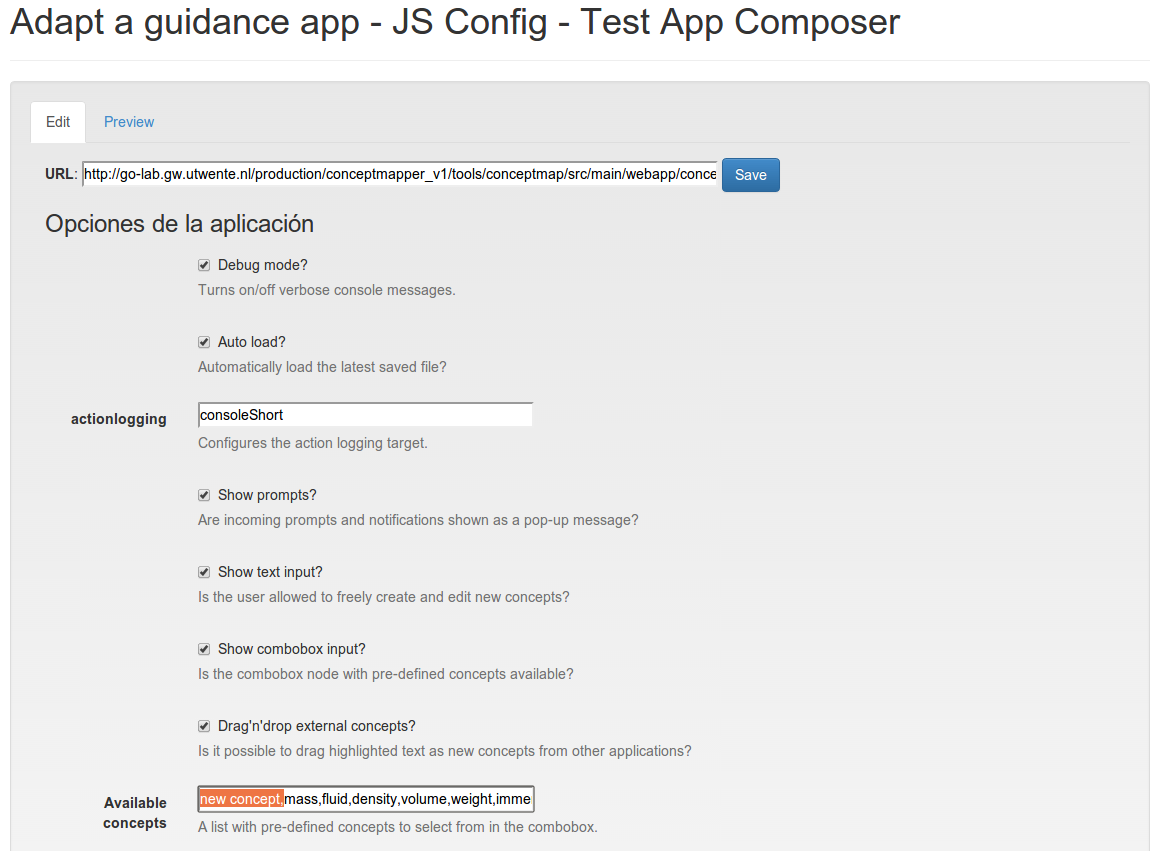 Adapt a guidance app - JS Config - Test App Composer
Edit Preview
URL: http://go-lab.gw.utwente.nl/production/conceptmapper_v1/tools/conceptmap/src/main/webapp/conce Save
Opciones de la aplicación
Debug mode?
Turns on/off verbose console messages.
Auto load?
Automatically load the latest saved file?
actionlogging consoleShort
Configures the action logging target.
Show prompts?
Are incoming prompts and notifications shown as a pop-up message?
Show text input?
Is the user allowed to freely create and edit new concepts?
Show combobox input?
Is the combobox node with pre-defined concepts available?
Drag'n'drop external concepts?
Is it possible to drag highlighted text as new concepts from other applications?
Available concepts
new concept,mass,fluid,density,volume,weight,imme
A list with pre-defined concepts to select from in the combobox.